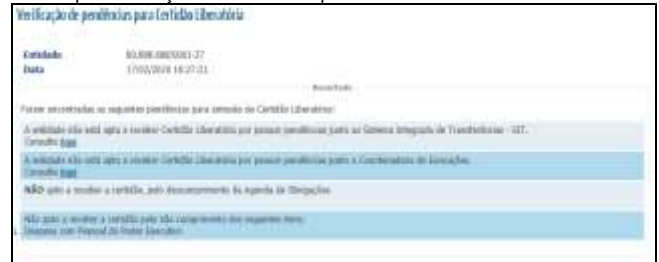 Verificação de pendências para Certidão Liberatória
Entidade
Data 17/02/2020
Resultado
Foram encontradas as seguintes pendências para emissão da Certidão Liberatória:
A entidade não está apta a receber Certidão Liberatória por possuir pendências junto ao Sistema Integrado de Transferências - SIT.
Consulte aqui
A entidade não está apta a receber Certidão Liberatória por possuir pendências junto a Coordenadoria de Execuções.
Consulte aqui
NÃO apto a receber a certidão, pelo descumprimento da Agenda de Obrigações
Não apto a receber a certidão pelo não cumprimento dos seguintes itens:
Despesa com Pessoal do Poder Executivo